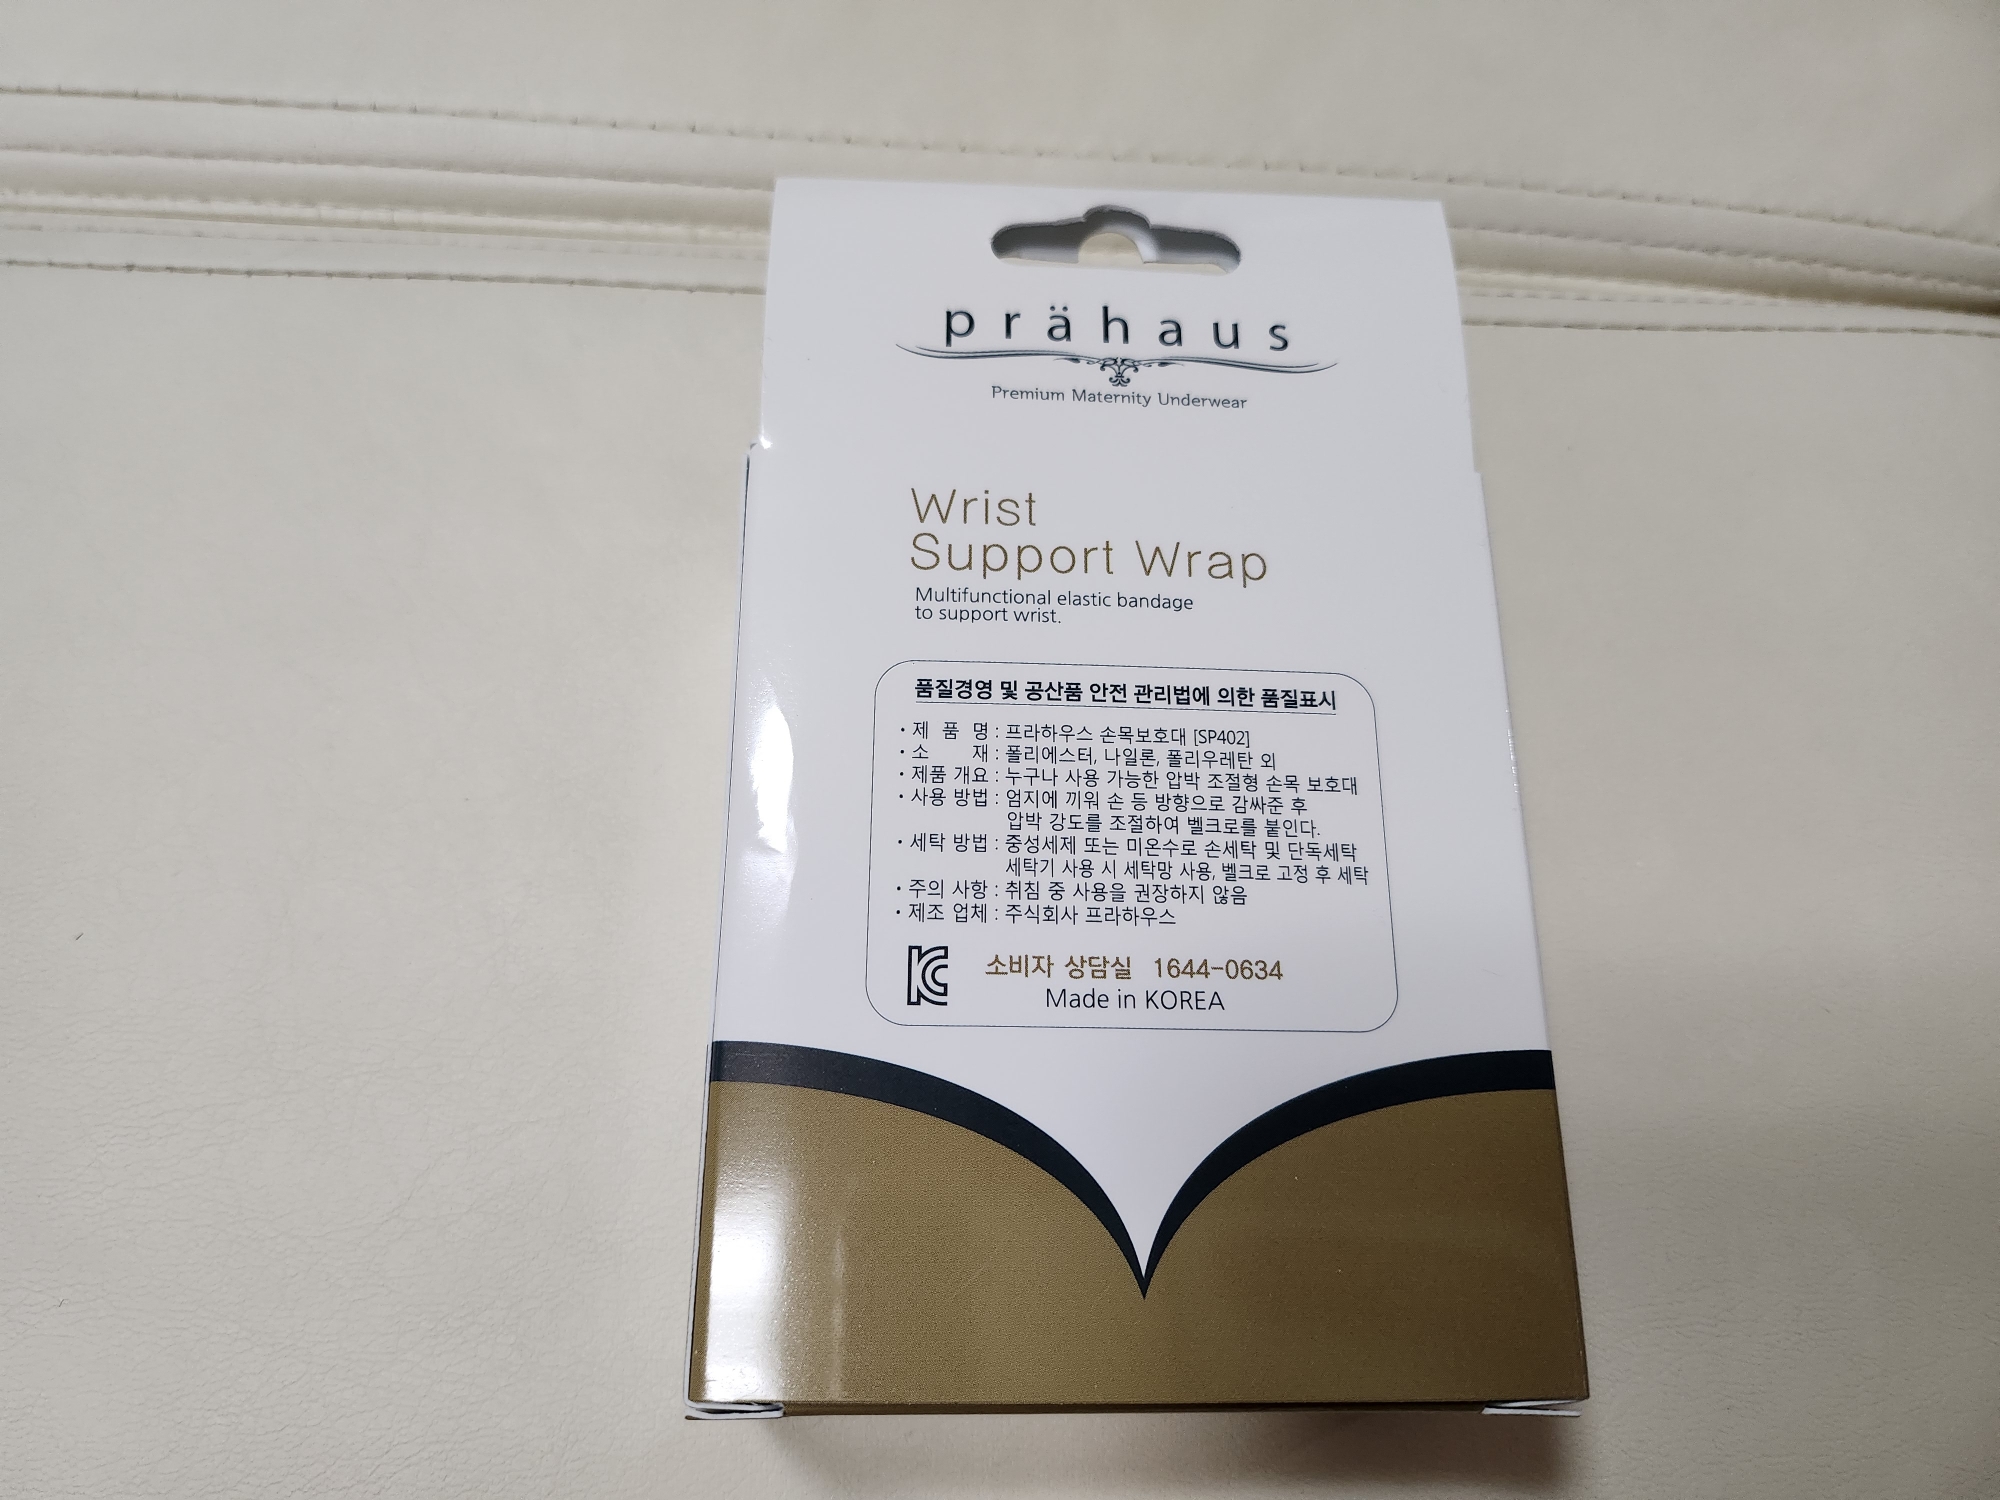 prähaus
Premium Maternity Underwear
Wrist
Support Wrap
Multifunctional elastic bandage
to support wrist.
품질경영 및 공산품 안전 관리법에 의한 품질표시
· 제 품 명 : 프라하우스 손목보호대 [SP402]
· 소 재 : 폴리에스터, 나일론, 폴리우레탄 외
· 제품 개요 : 누구나 사용 가능한 압박 조절형 손목 보호대
· 사용 방법 : 엄지에 끼워 손 등 방향으로 감싸준 후
압박 강도를 조절하여 벨크로를 붙인다.
· 세탁 방법 : 중성세제 또는 미온수로 손세탁 및 단독세탁
세탁기 사용 시 세탁망 사용, 벨크로 고정 후 세탁
· 주의 사항 : 취침 중 사용을 권장하지 않음
· 제조 업체 : 주식회사 프라하우스
KC
소비자 상담실 1644-0634
Made in KOREA